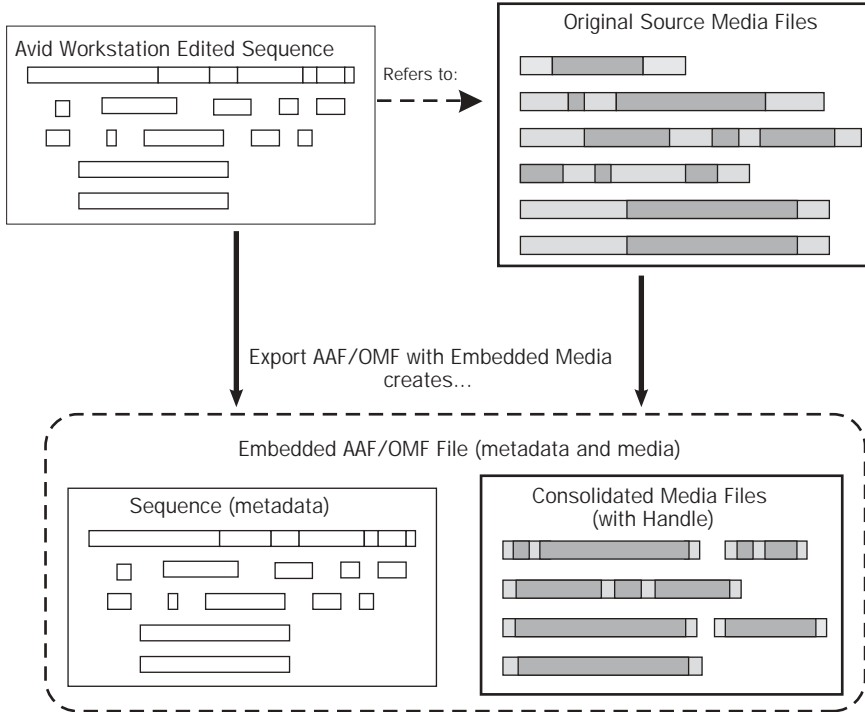 Avid Workstation Edited Sequence
Refers to:
Original Source Media Files
Export AAF/OMF with Embedded Media
creates...
Embedded AAF/OMF File (metadata and media)
Sequence (metadata)
Consolidated Media Files
(with Handle)